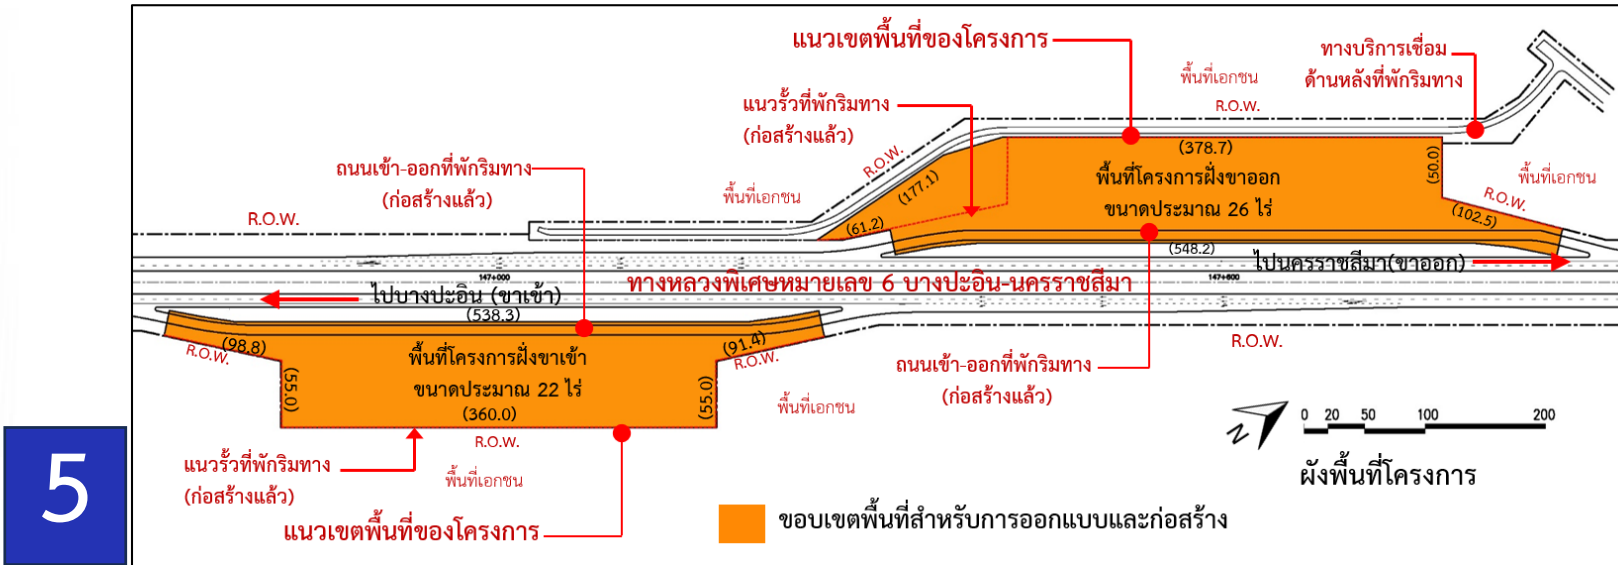 แนวเขตพื้นที่ของโครงการ
ทางบริการเชื่อม
ด้านหลังที่พักริมทาง
พื้นที่เอกชน
R.O.W.
แนวรั้วที่พักริมทาง
(ก่อสร้างแล้ว)
R.O.W.
(378.7)
(50.0)
ถนนเข้า-ออกที่พักริมทาง
(ก่อสร้างแล้ว)
พื้นที่เอกชน
(177.1)
พื้นที่โครงการฝั่งขาออก
ขนาดประมาณ 26 ไร่
พื้นที่เอกชน
R.O.W.
(102.5)
R.O.W.
(61.2)
(548.2)
147+000
ทางหลวงพิเศษหมายเลข 6 บางปะอิน-นครราชสีมา
147+600
ไปนครราชสีมา(ขาออก)
ไปบางปะอิน (ขาเข้า)
(538.3)
(98.8)
R.O.W.
(91.4)
R.O.W.
R.O.W.
พื้นที่โครงการฝั่งขาเข้า
ขนาดประมาณ 22 ไร่
(55.0)
(55.0)
(360.0)
ถนนเข้า-ออกที่พักริมทาง
(ก่อสร้างแล้ว)
พื้นที่เอกชน
R.O.W.
แนวรั้วที่พักริมทาง
(ก่อสร้างแล้ว)
พื้นที่เอกชน
แนวเขตพื้นที่ของโครงการ
N
0 20 50 100 200
ผังพื้นที่โครงการ
ขอบเขตพื้นที่สำหรับการออกแบบและก่อสร้าง
5